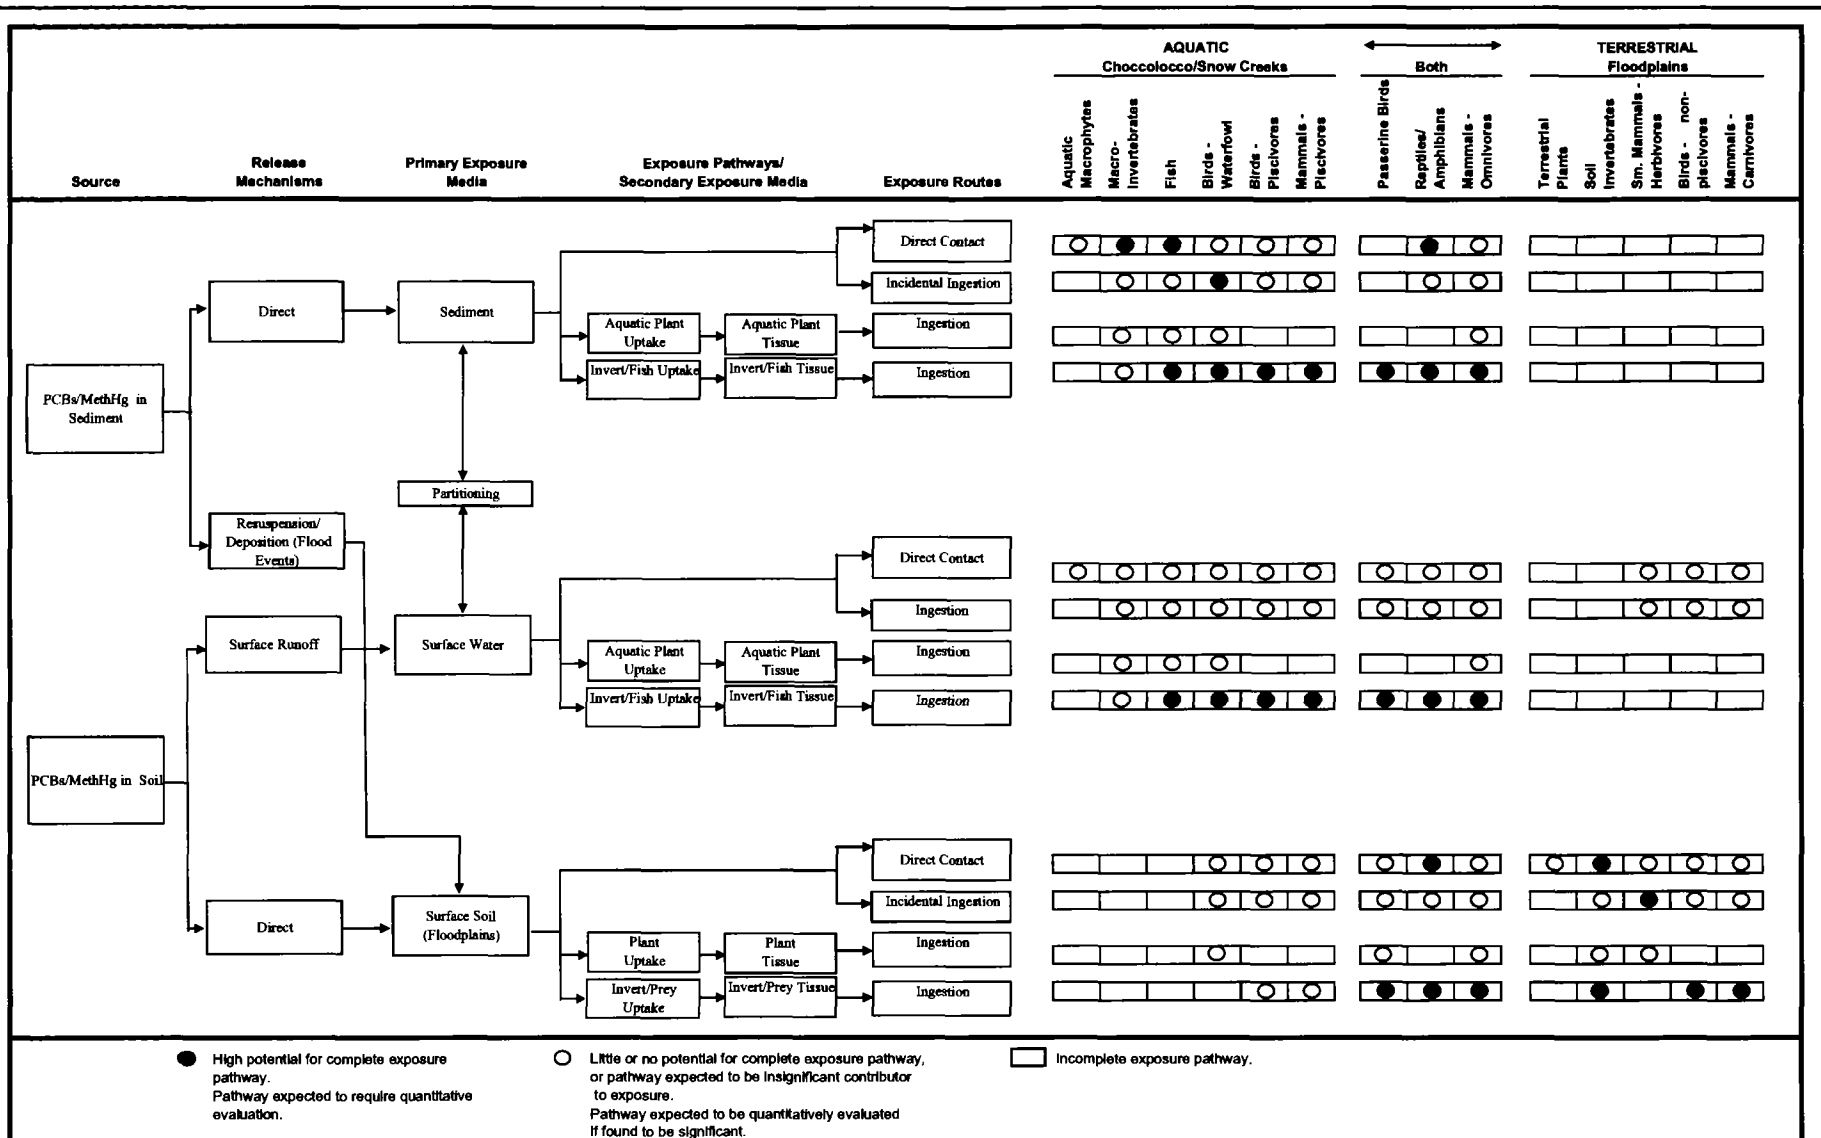 AQUATIC
Choccolocco/Snow Creeks
Both
TERRESTRIAL
Floodplains
Source
Release
Mechanisms
Primary Exposure
Media
Exposure Pathways/
Secondary Exposure Media
Exposure Routes
Aquatic
Macrophytes
Macro-
Invertebrates
Fish
Birds -
Waterfowl
Birds -
Piscivores
Mammals -
Piscivores
Passerine Birds
Reptiles/
Amphibians
Mammals -
Omnivores
Terrestrial
Plants
Soil
Invertebrates
Sm. Mammals -
Herbivores
Birds - non-
piscivores
Mammals -
Carnivores
Direct Contact
Incidental Ingestion
Direct
Sediment
Aquatic Plant
Uptake
Aquatic Plant
Tissue
Ingestion
Invert/Fish Uptake
Invert/Fish Tissue
Ingestion
PCBs/MethHg in
Sediment
Partitioning
Resuspension/
Deposition (Flood
Events)
Direct Contact
Ingestion
Surface Runoff
Surface Water
Aquatic Plant
Uptake
Aquatic Plant
Tissue
Ingestion
Invert/Fish Uptake
Invert/Fish Tissue
Ingestion
PCBs/MethHg in Soil
Direct Contact
Incidental Ingestion
Direct
Surface Soil
(Floodplains)
Plant
Uptake
Plant
Tissue
Ingestion
Invert/Prey
Uptake
Invert/Prey Tissue
Ingestion
High potential for complete exposure
pathway.
Pathway expected to require quantitative
evaluation.
Little or no potential for complete exposure pathway,
or pathway expected to be insignificant contributor
to exposure.
Pathway expected to be quantitatively evaluated
if found to be significant.
Incomplete exposure pathway.